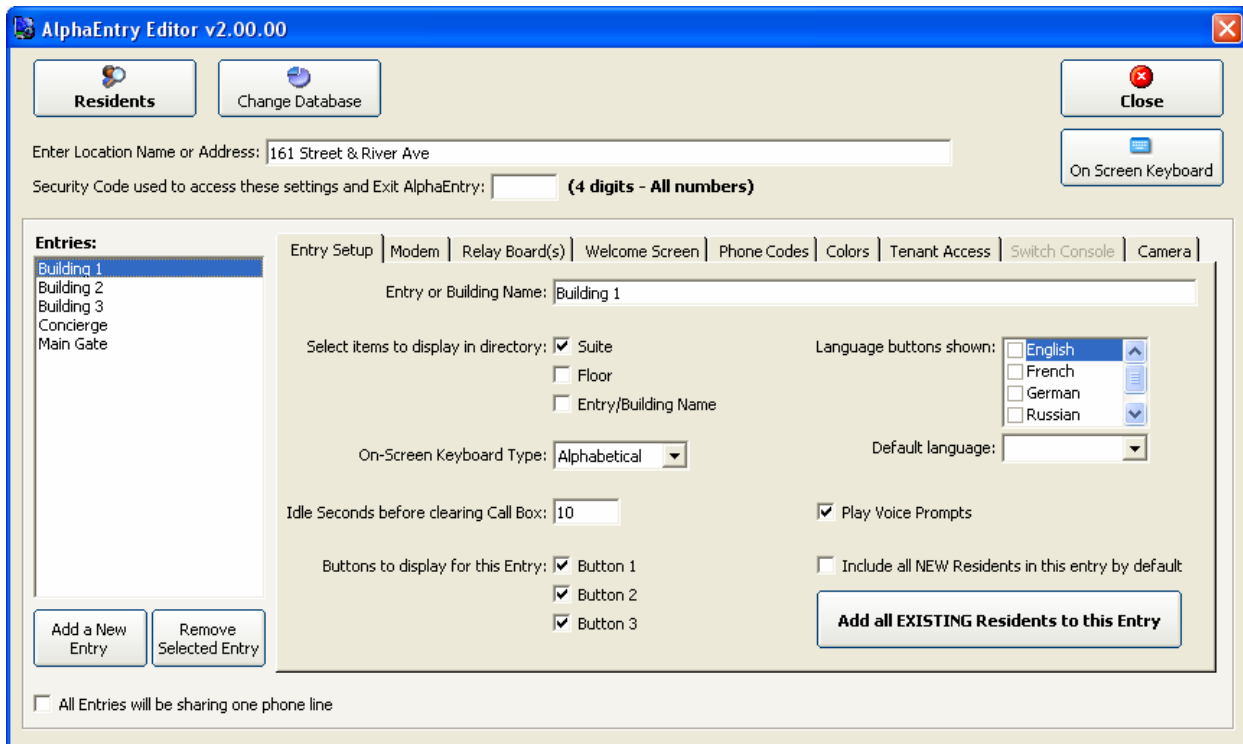 AlphaEntry Editor v2.00.00
Residents
Change Database
Close
Enter Location Name or Address: 161 Street & River Ave
On Screen Keyboard
Security Code used to access these settings and Exit AlphaEntry: (4 digits - All numbers)
Entries:
Building 1
Building 2
Building 3
Concierge
Main Gate
Add a New
Entry
Remove
Selected Entry
Entry Setup Modem Relay Board(s) Welcome Screen Phone Codes Colors Tenant Access Switch Console Camera
Entry or Building Name: Building 1
Select items to display in directory: Suite
Floor
Entry/Building Name
Language buttons shown: English
French
German
Russian
On-Screen Keyboard Type: Alphabetical
Default language:
Idle Seconds before clearing Call Box: 10
Play Voice Prompts
Buttons to display for this Entry: Button 1
Button 2
Button 3
Include all NEW Residents in this entry by default
Add all EXISTING Residents to this Entry
All Entries will be sharing one phone line